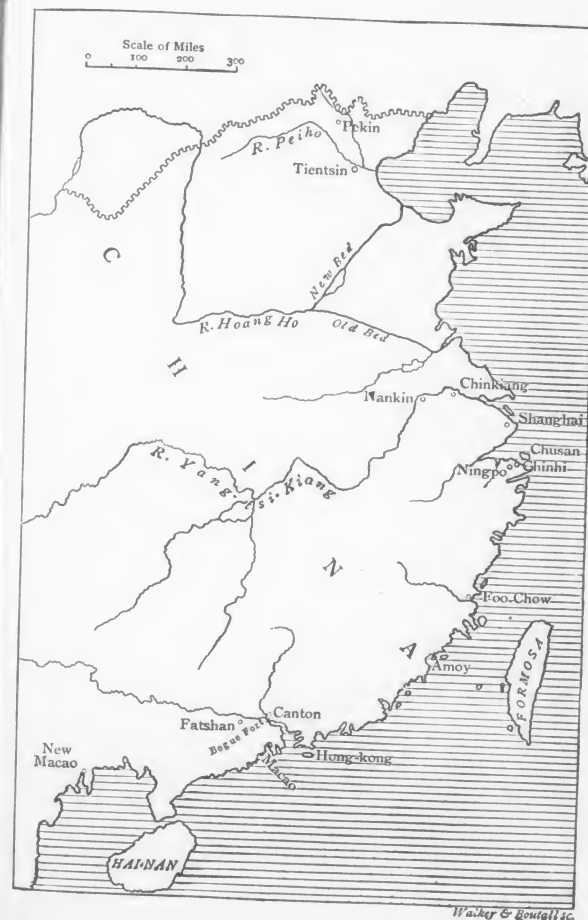 Scale of Miles
0 100 200 300
Pekin
R. Peiho
Tientsin
C
New Bed
R. Hoang Ho
Old Bed
H
Nankin
Chinkiang
Shanghai
I
Chusan
Ningpo
Chinhi
R. Yang-tsi-Kiang
N
Foo-Chow
A
Amoy
FORMOSA
Canton
Fatshan
Bogue Forts
Hong-kong
Macao
New
Macao
HAI-NAN
Walker & Boutall sc.